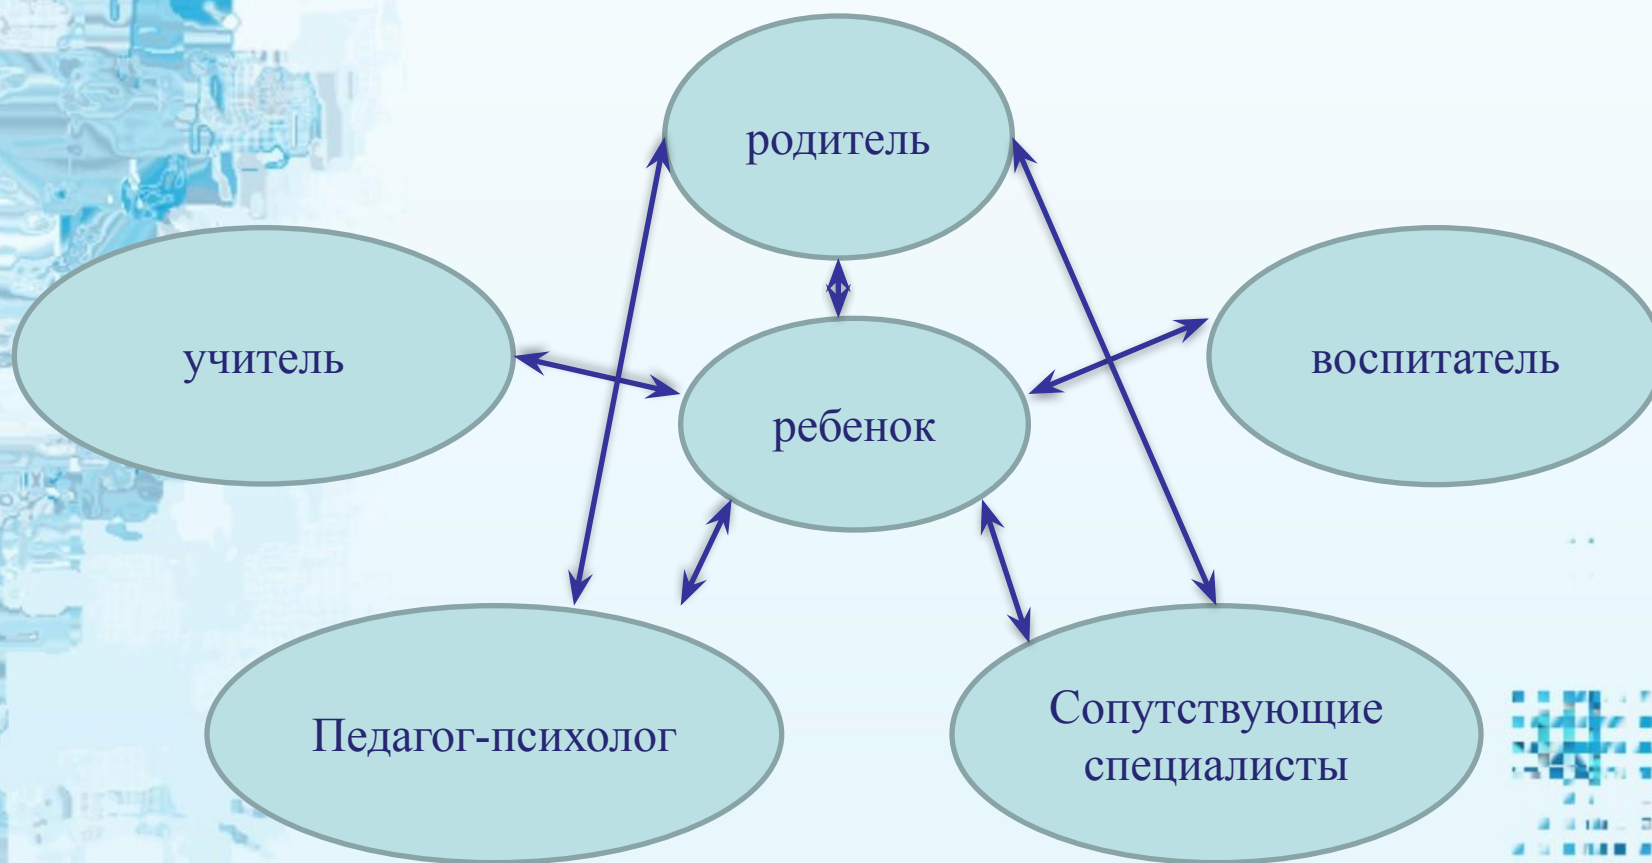 родитель
учитель
воспитатель
ребенок
Педагог-психолог
Сопутствующие
специалисты